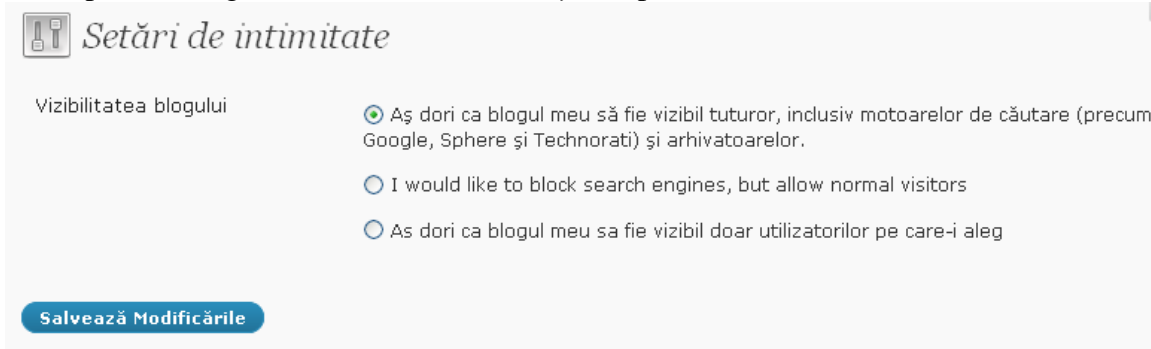 Setări de intimitate
Vizibilitatea blogului
Aş dori ca blogul meu să fie vizibil tuturor, inclusiv motoarelor de căutare (precum
Google, Sphere şi Technorati) şi arhivatoarelor.
I would like to block search engines, but allow normal visitors
As dori ca blogul meu sa fie vizibil doar utilizatorilor pe care-i aleg
Salvează Modificările